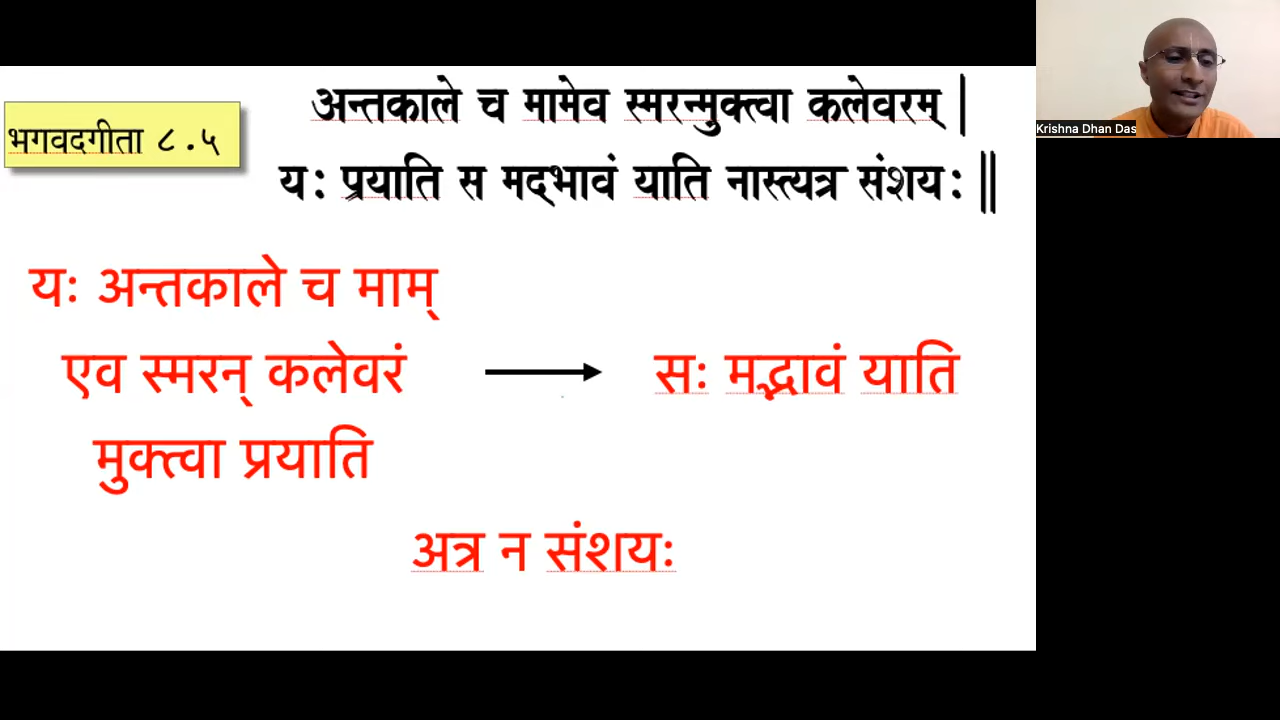 भगवदगीता ८.५
अन्तकाले च मामेव स्मरन्मुक्त्वा कलेवरम् |
यः प्रयाति स मद्भावं याति नास्त्यत्र संशयः ||
यः अन्तकाले च माम्
एव स्मरन् कलेवरं
मुक्त्वा प्रयाति
सः मद्भावं याति
अत्र न संशयः
Krishna Dhan Das